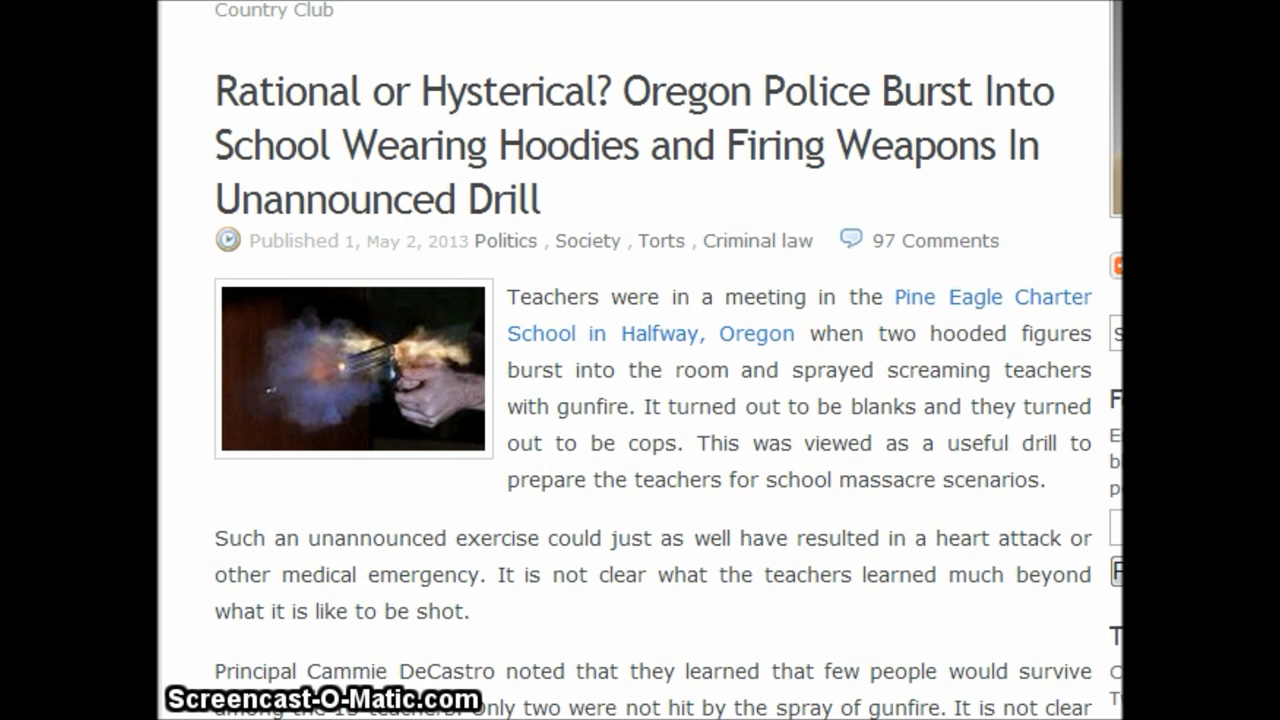 Country Club
Rational or Hysterical? Oregon Police Burst Into
School Wearing Hoodies and Firing Weapons In
Unannounced Drill
Published 1, May 2, 2013 Politics , Society , Torts , Criminal law 97 Comments
Teachers were in a meeting in the Pine Eagle Charter
School in Halfway, Oregon when two hooded figures
burst into the room and sprayed screaming teachers
with gunfire. It turned out to be blanks and they turned
out to be cops. This was viewed as a useful drill to
prepare the teachers for school massacre scenarios.
Such an unannounced exercise could just as well have resulted in a heart attack or
other medical emergency. It is not clear what the teachers learned much beyond
what it is like to be shot.
Principal Cammie DeCastro noted that they learned that few people would survive
among the 15 teachers. Only two were not hit by the spray of gunfire. It is not clear
Screencast-O-Matic.com